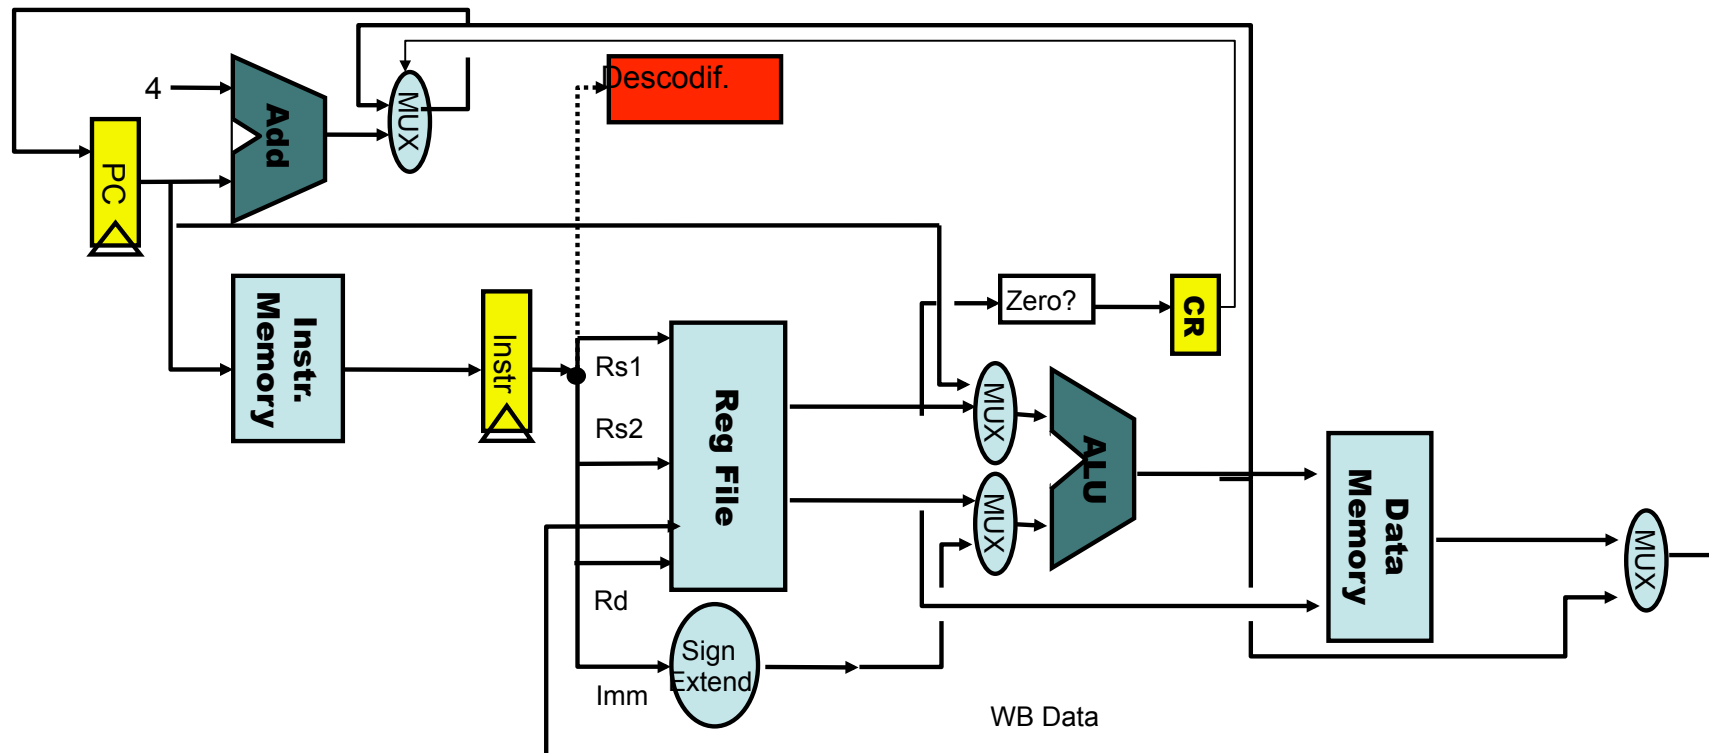 4
Add
MUX
Descodif.
PC
Instr.
Memory
Instr
Rs1
Rs2
Rd
Imm
Reg File
Sign
Extend
Zero?
CR
MUX
MUX
ALU
Data
Memory
MUX
WB Data